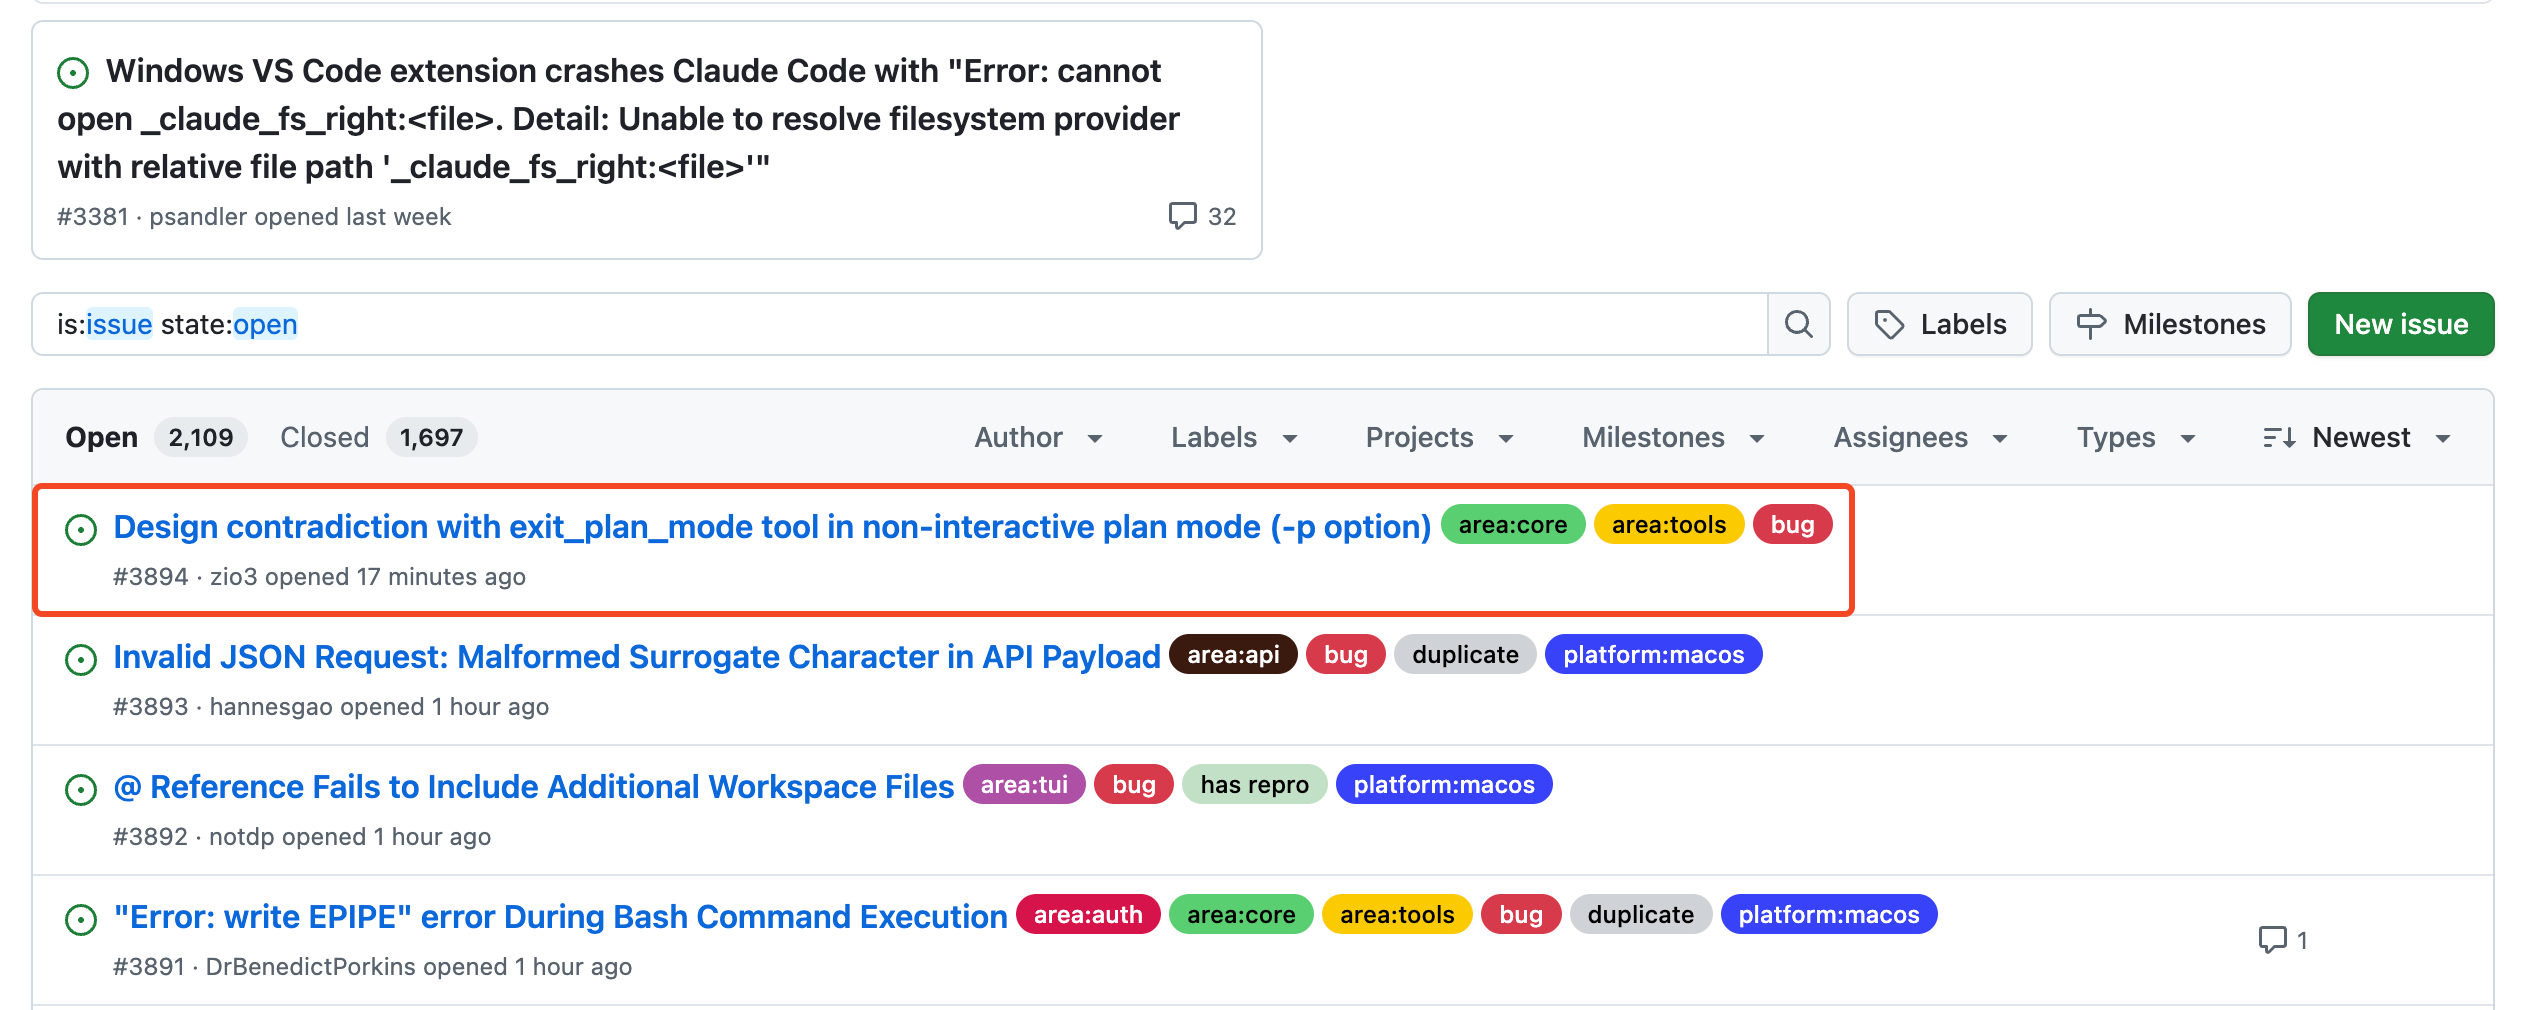 Windows VS Code extension crashes Claude Code with "Error: cannot
open _claude_fs_right:<file>. Detail: Unable to resolve filesystem provider
with relative file path '_claude_fs_right:<file>'"
#3381 · psandler opened last week 32
is:issue state:open Labels Milestones New issue
Open 2,109 Closed 1,697 Author Labels Projects Milestones Assignees Types Newest
Design contradiction with exit_plan_mode tool in non-interactive plan mode (-p option) area:core area:tools bug
#3894 · zio3 opened 17 minutes ago
Invalid JSON Request: Malformed Surrogate Character in API Payload area:api bug duplicate platform:macos
#3893 · hannesgao opened 1 hour ago
@ Reference Fails to Include Additional Workspace Files area:tui bug has repro platform:macos
#3892 · notdp opened 1 hour ago
"Error: write EPIPE" error During Bash Command Execution area:auth area:core area:tools bug duplicate platform:macos
#3891 · DrBenedictPorkins opened 1 hour ago 1